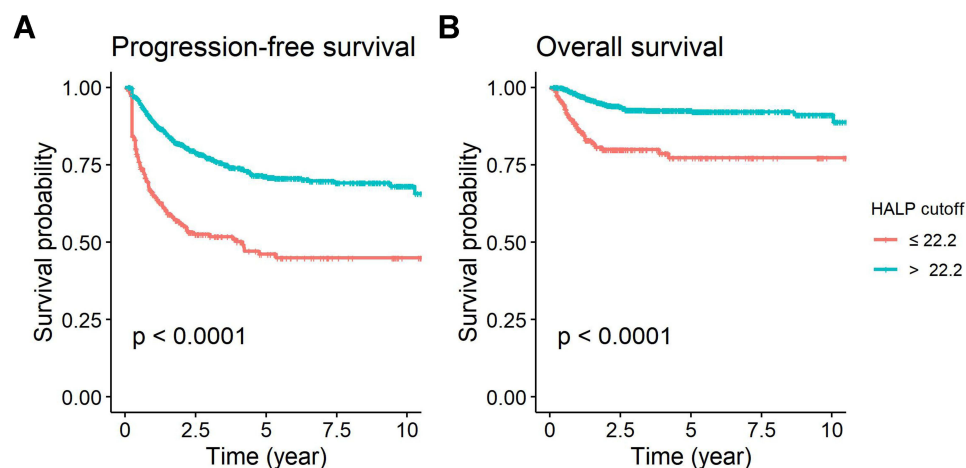 A
Progression-free survival
Survival probability
1.00
0.75
0.50
0.25
0.00
p < 0.0001
0 2.5 5 7.5 10
Time (year)
B
Overall survival
Survival probability
1.00
0.75
0.50
0.25
0.00
p < 0.0001
0 2.5 5 7.5 10
Time (year)
HALP cutoff
≤ 22.2
> 22.2